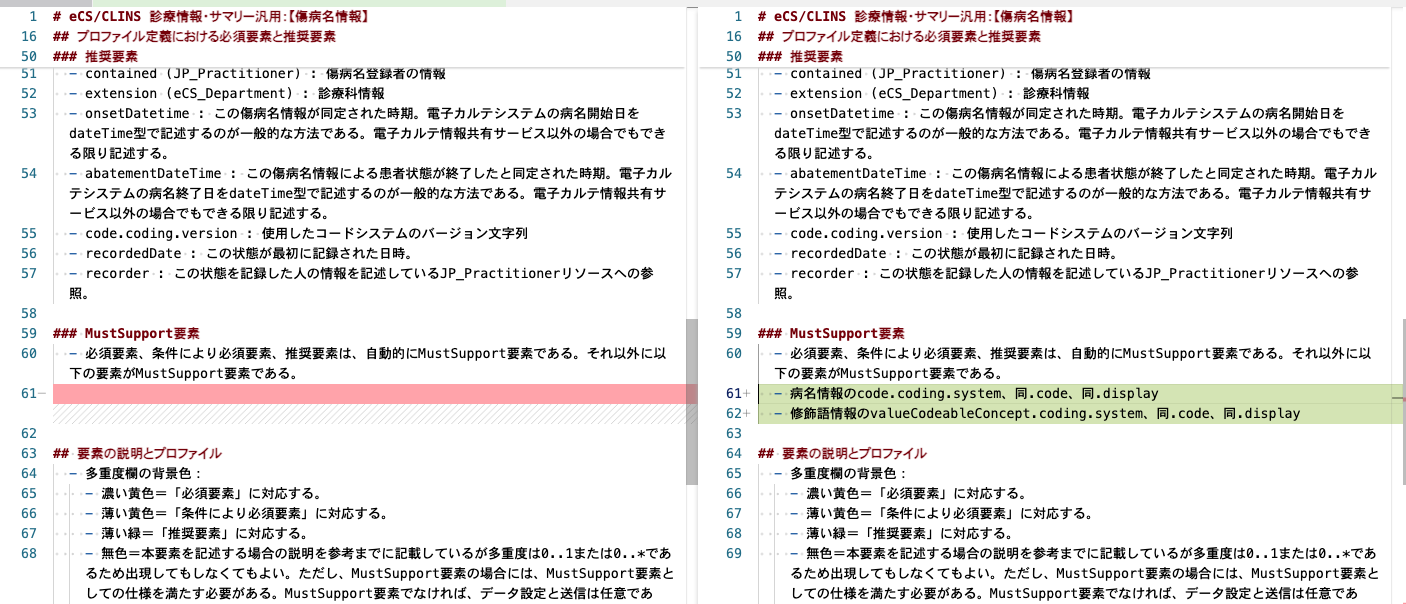 1 # eCS/CLINS 診療情報・サマリー汎用：【傷病名情報】
16 ## プロファイル定義における必須要素と推奨要素
50 ### 推奨要素
51 - contained (JP_Practitioner) : 傷病名登録者の情報
52 - extension (eCS_Department) : 診療科情報
53 - onsetDatetime : この傷病名情報が同定された時期。電子カルテシステムの病名開始日を
dateTime型で記述するのが一般的な方法である。電子カルテ情報共有サービス以外の場合でもでき
る限り記述する。
54 - abatementDateTime : この傷病名情報による患者状態が終了したと同定された時期。電子カル
テシステムの病名終了日をdateTime型で記述するのが一般的な方法である。電子カルテ情報共有サ
ービス以外の場合でもできる限り記述する。
55 - code.coding.version : 使用したコードシステムのバージョン文字列
56 - recordedDate : この状態が最初に記録された日時。
57 - recorder : この状態を記録した人の情報を記述しているJP_Practitionerリソースへの参
照。
58
59 ### MustSupport要素
60 - 必須要素、条件により必須要素、推奨要素は、自動的にMustSupport要素である。それ以外に以
下の要素がMustSupport要素である。
61−
62
63 ## 要素の説明とプロファイル
64 - 多重度欄の背景色：
65 - 濃い黄色＝「必須要素」に対応する。
66 - 薄い黄色＝「条件により必須要素」に対応する。
67 - 薄い緑＝「推奨要素」に対応する。
68 - 無色＝本要素を記述する場合の説明を参考までに記載しているが多重度は0..1または0..*であ
るため出現してもしなくてもよい。ただし、MustSupport要素の場合には、MustSupport要素と
しての仕様を満たす必要がある。MustSupport要素でなければ、データ設定と送信は任意であ
1 # eCS/CLINS 診療情報・サマリー汎用：【傷病名情報】
16 ## プロファイル定義における必須要素と推奨要素
50 ### 推奨要素
51 - contained (JP_Practitioner) : 傷病名登録者の情報
52 - extension (eCS_Department) : 診療科情報
53 - onsetDatetime : この傷病名情報が同定された時期。電子カルテシステムの病名開始日を
dateTime型で記述するのが一般的な方法である。電子カルテ情報共有サービス以外の場合でもでき
る限り記述する。
54 - abatementDateTime : この傷病名情報による患者状態が終了したと同定された時期。電子カル
テシステムの病名終了日をdateTime型で記述するのが一般的な方法である。電子カルテ情報共有サ
ービス以外の場合でもできる限り記述する。
55 - code.coding.version : 使用したコードシステムのバージョン文字列
56 - recordedDate : この状態が最初に記録された日時。
57 - recorder : この状態を記録した人の情報を記述しているJP_Practitionerリソースへの参
照。
58
59 ### MustSupport要素
60 - 必須要素、条件により必須要素、推奨要素は、自動的にMustSupport要素である。それ以外に以
下の要素がMustSupport要素である。
61+ - 病名情報のcode.coding.system、同.code、同.display
62+ - 修飾語情報のvalueCodeableConcept.coding.system、同.code、同.display
63
64 ## 要素の説明とプロファイル
65 - 多重度欄の背景色：
66 - 濃い黄色＝「必須要素」に対応する。
67 - 薄い黄色＝「条件により必須要素」に対応する。
68 - 薄い緑＝「推奨要素」に対応する。
69 - 無色＝本要素を記述する場合の説明を参考までに記載しているが多重度は0..1または0..*であ
るため出現してもしなくてもよい。ただし、MustSupport要素の場合には、MustSupport要素と
しての仕様を満たす必要がある。MustSupport要素でなければ、データ設定と送信は任意であ